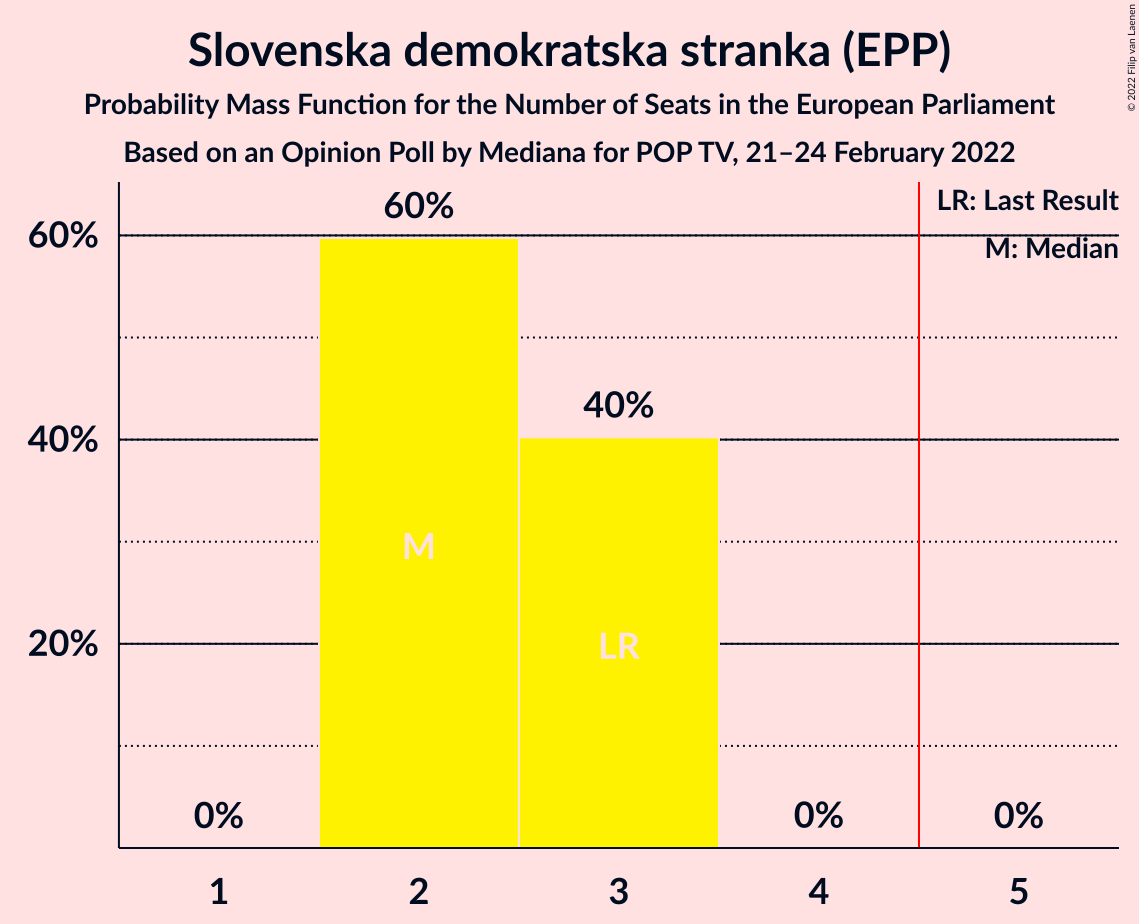 Slovenska demokratska stranka (EPP)
Probability Mass Function for the Number of Seats in the European Parliament
Based on an Opinion Poll by Mediana for POP TV, 21–24 February 2022
© 2022 Filip van Laenen
LR: Last Result
M: Median
60%
40%
20%
0%
60%
40%
0%
0%
M
LR
1
2
3
4
5